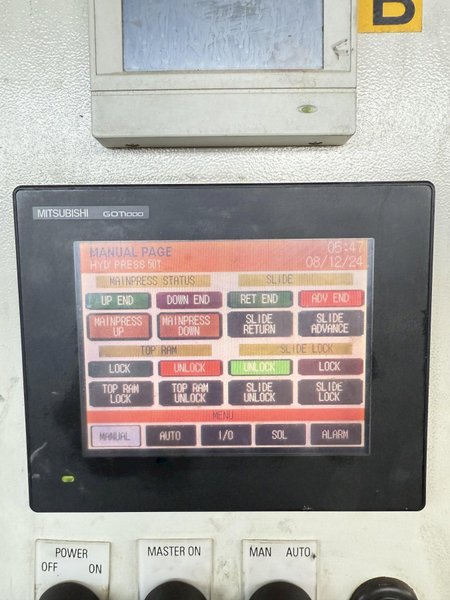 B
MITSUBISHI GOT1000
MANUAL PAGE 05:47
HYD PRESS 50T 08/12/24
MAINPRESS STATUS SLIDE
UP END DOWN END RET END ADV END
MAINPRESS UP MAINPRESS DOWN SLIDE RETURN SLIDE ADVANCE
TOP RAM SLIDE LOCK
LOCK UNLOCK UNLOCK LOCK
TOP RAM LOCK TOP RAM UNLOCK SLIDE UNLOCK SLIDE LOCK
MENU
MANUAL AUTO I/O SOL ALARM
POWER MASTER ON MAN AUTO
OFF ON